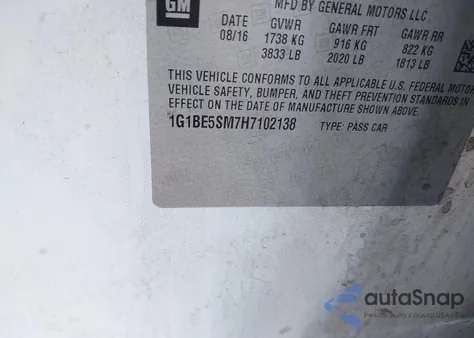 GM
MFD BY GENERAL MOTORS LLC
DATE GVWR GAWR FRT GAWR RR
08/16 1738 KG 916 KG 822 KG
3833 LB 2020 LB 1813 LB
THIS VEHICLE CONFORMS TO ALL APPLICABLE U.S. FEDERAL MOTOR
VEHICLE SAFETY, BUMPER, AND THEFT PREVENTION STANDARDS IN
EFFECT ON THE DATE OF MANUFACTURE SHOWN ABOVE.
1G1BE5SM7H7102138 TYPE: PASS CAR
autoSnap